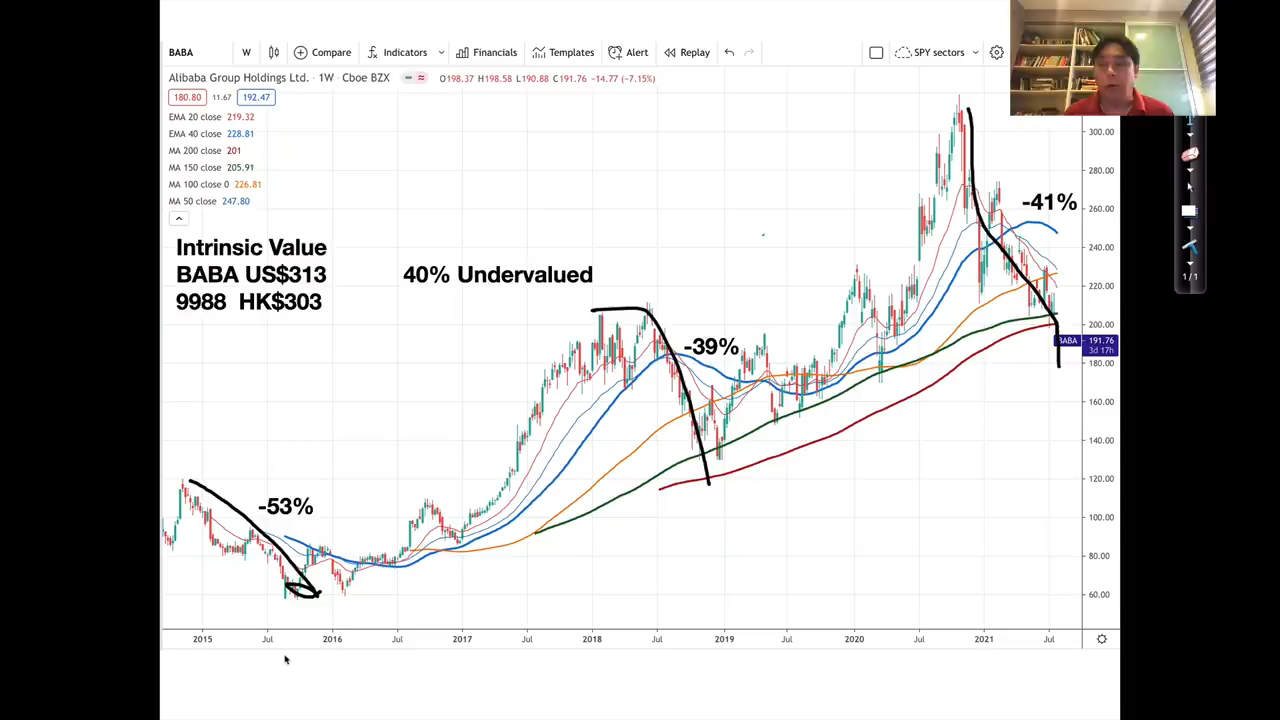 BABA W Compare Indicators Financials Templates Alert Replay SPY sectors
Alibaba Group Holdings Ltd. · 1W · Cboe BZX O198.37 H198.58 L190.88 C191.76 −14.77 (−7.15%)
180.80 11.67 192.47
EMA 20 close 219.32
EMA 40 close 228.81
MA 200 close 201
MA 150 close 205.91
MA 100 close 0 226.81
MA 50 close 247.80
Intrinsic Value
BABA US$313
9988 HK$303
40% Undervalued
-53%
-39%
-41%
300.00
280.00
260.00
240.00
220.00
200.00
BABA 191.76
3d 17h
180.00
160.00
140.00
120.00
100.00
80.00
60.00
2015 Jul 2016 Jul 2017 Jul 2018 Jul 2019 Jul 2020 Jul 2021 Jul
1/1